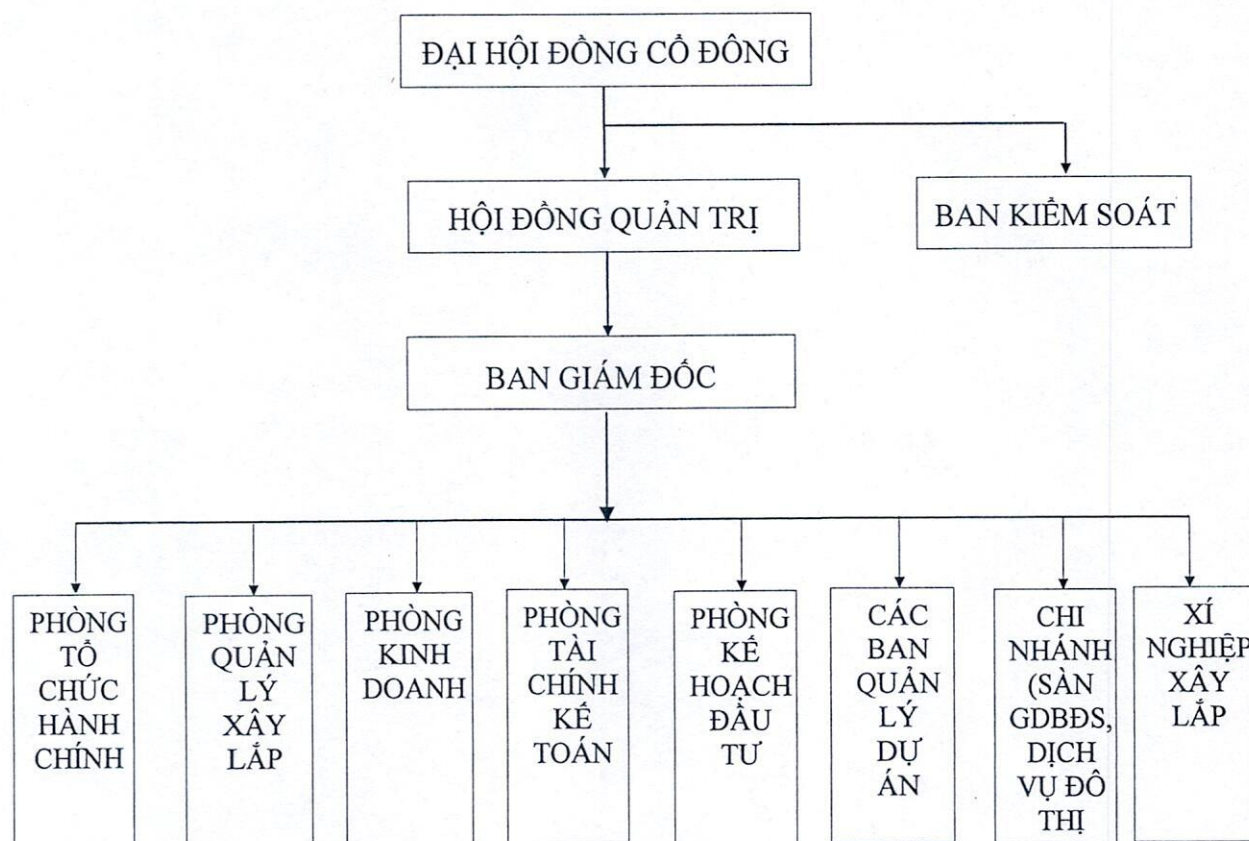 ĐẠI HỘI ĐỒNG CỔ ĐÔNG
HỘI ĐỒNG QUẢN TRỊ
BAN KIỂM SOÁT
BAN GIÁM ĐỐC
PHÒNG
TỔ
CHỨC
HÀNH
CHÍNH
PHÒNG
QUẢN
LÝ
XÂY
LẮP
PHÒNG
KINH
DOANH
PHÒNG
TÀI
CHÍNH
KẾ
TOÁN
PHÒNG
KẾ
HOẠCH
ĐẦU
TƯ
CÁC
BAN
QUẢN
LÝ
DỰ
ÁN
CHI
NHÁNH
(SÀN
GDBĐS,
DỊCH
VỤ ĐÔ
THỊ
XÍ
NGHIỆP
XÂY
LẮP